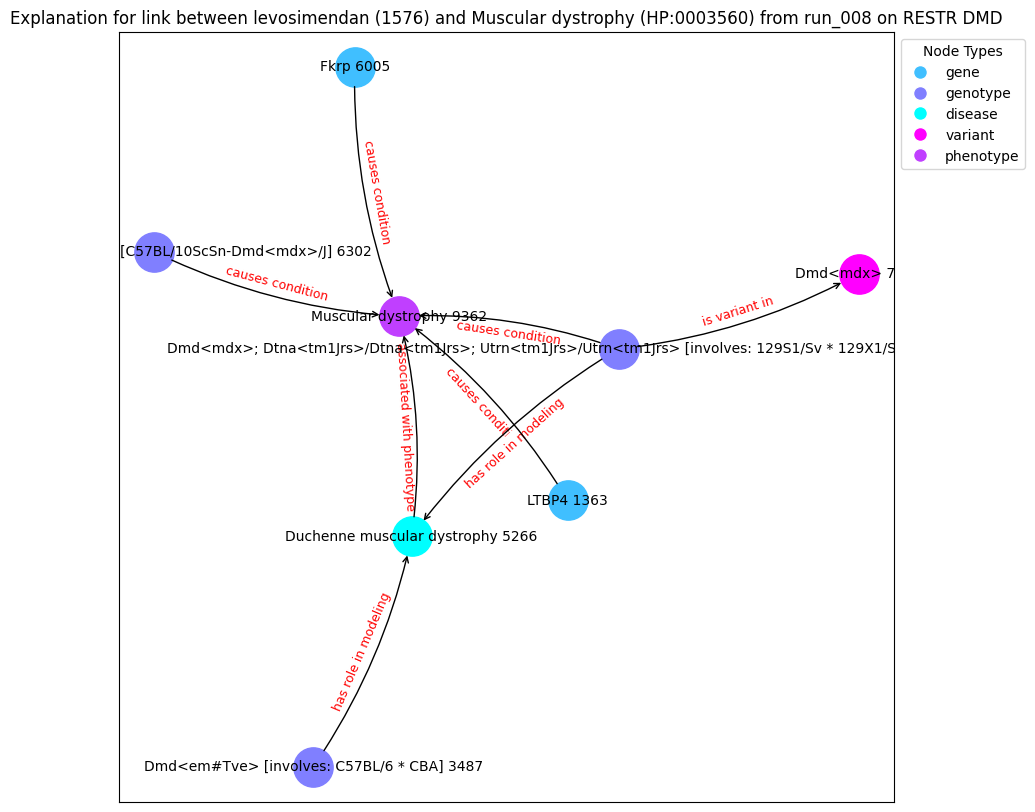 Explanation for link between levosimendan (1576) and Muscular dystrophy (HP:0003560) from run_008 on RESTR DMD
Node Types
gene
genotype
disease
variant
phenotype
Fkrp 6005
causes condition
[C57BL/10ScSn-Dmd<mdx>/J] 6302
causes condition
Dmd<mdx> 7
is variant in
Muscular dystrophy 9362
causes condition
Dmd<mdx>; Dtna<tm1Jrs>/Dtna<tm1Jrs>; Utrn<tm1Jrs>/Utrn<tm1Jrs> [involves: 129S1/Sv * 129X1/S
associated with phenotype
causes condit
has role in modeling
LTBP4 1363
Duchenne muscular dystrophy 5266
has role in modeling
Dmd<em#Tve> [involves: C57BL/6 * CBA] 3487